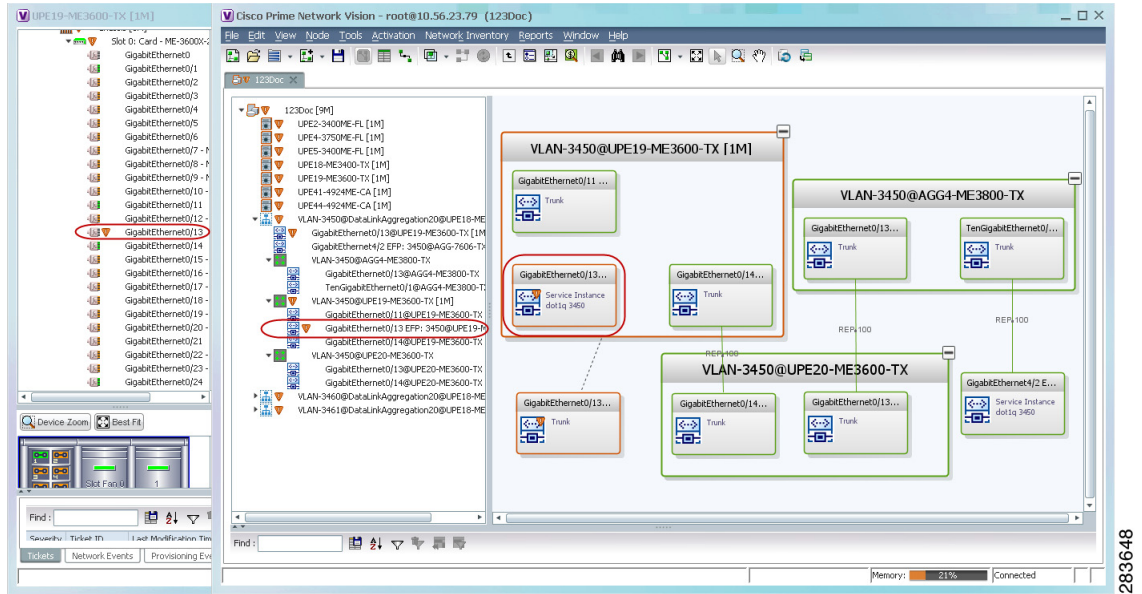 UPE19-ME3600-TX [1M]
Slot 0: Card - ME-3600X-2
GigabitEthernet0
GigabitEthernet0/1
GigabitEthernet0/2
GigabitEthernet0/3
GigabitEthernet0/4
GigabitEthernet0/5
GigabitEthernet0/6
GigabitEthernet0/7 - N
GigabitEthernet0/8 - N
GigabitEthernet0/9 - N
GigabitEthernet0/10 -
GigabitEthernet0/11
GigabitEthernet0/12 -
GigabitEthernet0/13
GigabitEthernet0/14
GigabitEthernet0/15 -
GigabitEthernet0/16 -
GigabitEthernet0/17 -
GigabitEthernet0/18 -
GigabitEthernet0/19 -
GigabitEthernet0/20 -
GigabitEthernet0/21
GigabitEthernet0/22 -
GigabitEthernet0/23 -
GigabitEthernet0/24
Device Zoom Best Fit
Slot Fan 0 1
Find :
Severity Ticket ID Last Modification Tim
Tickets Network Events Provisioning Eve
Cisco Prime Network Vision - root@10.56.23.79 (123Doc)
File Edit View Node Tools Activation Network Inventory Reports Window Help
123Doc
123Doc [9M]
UPE2-3400ME-FL [1M]
UPE4-3750ME-FL [1M]
UPE5-3400ME-FL [1M]
UPE18-ME3400-TX [1M]
UPE19-ME3600-TX [1M]
UPE41-4924ME-CA [1M]
UPE44-4924ME-CA [1M]
VLAN-3450@DataLinkAggregation20@UPE18-ME
GigabitEthernet0/13@UPE19-ME3600-TX [1M
GigabitEthernet4/2 EFP: 3450@AGG-7606-TX
VLAN-3450@AGG4-ME3800-TX
GigabitEthernet0/13@AGG4-ME3800-TX
TenGigabitEthernet0/1@AGG4-ME3800-T
VLAN-3450@UPE19-ME3600-TX [1M]
GigabitEthernet0/11@UPE19-ME3600-TX
GigabitEthernet0/13 EFP: 3450@UPE19-M
GigabitEthernet0/14@UPE19-ME3600-TX
VLAN-3450@UPE20-ME3600-TX
GigabitEthernet0/13@UPE20-ME3600-TX
GigabitEthernet0/14@UPE20-ME3600-TX
VLAN-3460@DataLinkAggregation20@UPE18-ME
VLAN-3461@DataLinkAggregation20@UPE18-ME
VLAN-3450@UPE19-ME3600-TX [1M]
GigabitEthernet0/11 ...
Trunk
GigabitEthernet0/13...
Service Instance
dot1q 3450
GigabitEthernet0/14...
Trunk
VLAN-3450@AGG4-ME3800-TX
GigabitEthernet0/13...
Trunk
TenGigabitEthernet0/...
Trunk
REP 100
REP 100
REP 100
GigabitEthernet0/13...
Trunk
VLAN-3450@UPE20-ME3600-TX
GigabitEthernet0/14...
Trunk
GigabitEthernet0/13...
Trunk
GigabitEthernet4/2 E...
Service Instance
dot1q 3450
Find :
Memory: 21% Connected
283648